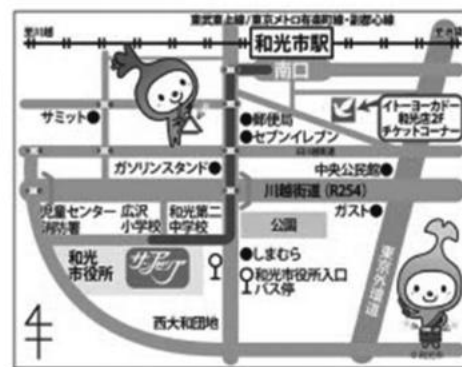 東武東上線/東京メトロ有楽町線・副都心線
至川越
和光市駅
南口
サミット
郵便局
セブンイレブン
イトーヨーカドー
和光店2F
チケットコーナー
ガソリンスタンド
中央公民館
川越街道(R254)
児童センター
消防署
広沢
小学校
和光第二
中学校
公園
ガスト
和光
市役所
サンアゼリア
しまむら
和光市役所入口
バス停
東京外環道
西大和団地